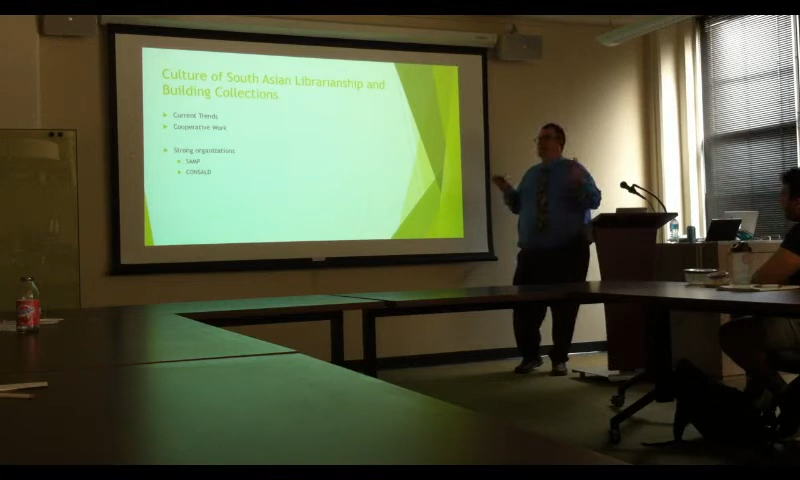 Culture of South Asian Librarianship and
Building Collections
Current Trends
Cooperative Work
Strong organizations
SAMP
CONSALD